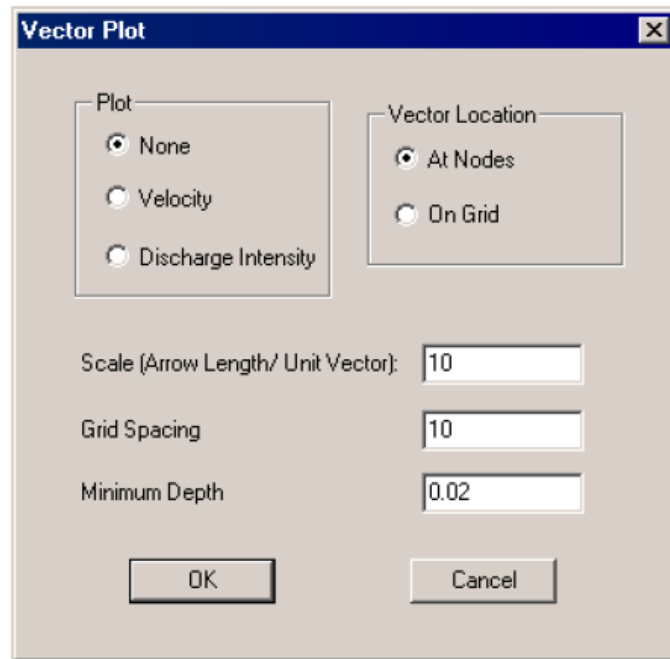 Vector Plot
Plot
None
Velocity
Discharge Intensity
Vector Location
At Nodes
On Grid
Scale (Arrow Length/ Unit Vector): 10
Grid Spacing 10
Minimum Depth 0.02
OK Cancel